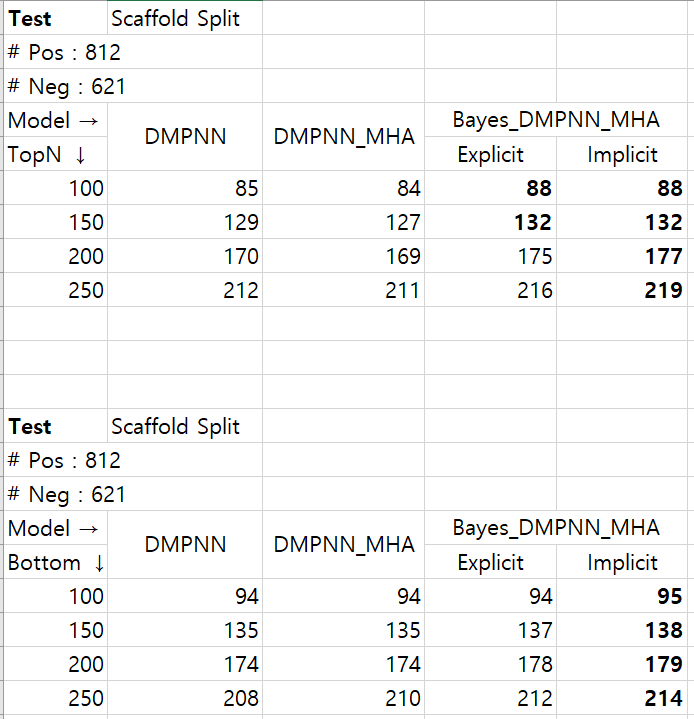 Test Scaffold Split
# Pos : 812
# Neg : 621
Model → DMPNN DMPNN_MHA Bayes_DMPNN_MHA
TopN ↓ Explicit Implicit
100 85 84 88 88
150 129 127 132 132
200 170 169 175 177
250 212 211 216 219
Test Scaffold Split
# Pos : 812
# Neg : 621
Model → DMPNN DMPNN_MHA Bayes_DMPNN_MHA
Bottom ↓ Explicit Implicit
100 94 94 94 95
150 135 135 137 138
200 174 174 178 179
250 208 210 212 214